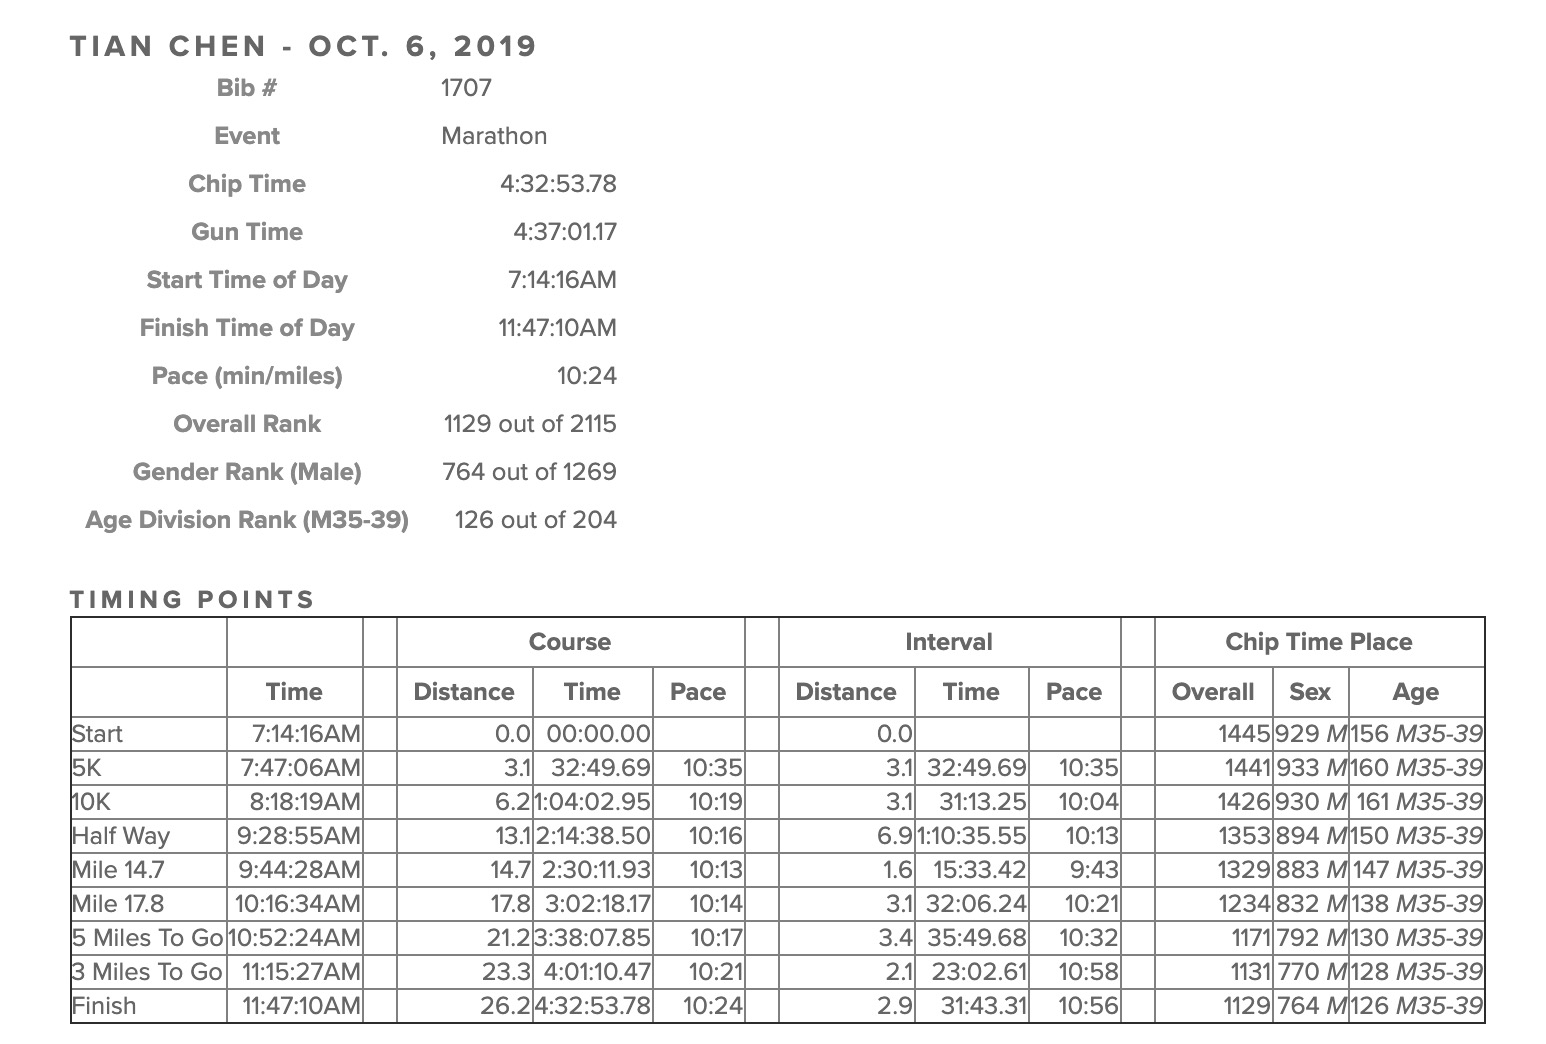 TIAN CHEN - OCT. 6, 2019
Bib # 1707
Event Marathon
Chip Time 4:32:53.78
Gun Time 4:37:01.17
Start Time of Day 7:14:16AM
Finish Time of Day 11:47:10AM
Pace (min/miles) 10:24
Overall Rank 1129 out of 2115
Gender Rank (Male) 764 out of 1269
Age Division Rank (M35-39) 126 out of 204
TIMING POINTS
Course Interval Chip Time Place
Time Distance Time Pace Distance Time Pace Overall Sex Age
Start 7:14:16AM 0.0 00:00.00 0.0 1445 929 M 156 M35-39
5K 7:47:06AM 3.1 32:49.69 10:35 3.1 32:49.69 10:35 1441 933 M 160 M35-39
10K 8:18:19AM 6.2 1:04:02.95 10:19 3.1 31:13.25 10:04 1426 930 M 161 M35-39
Half Way 9:28:55AM 13.1 2:14:38.50 10:16 6.9 1:10:35.55 10:13 1353 894 M 150 M35-39
Mile 14.7 9:44:28AM 14.7 2:30:11.93 10:13 1.6 15:33.42 9:43 1329 883 M 147 M35-39
Mile 17.8 10:16:34AM 17.8 3:02:18.17 10:14 3.1 32:06.24 10:21 1234 832 M 138 M35-39
5 Miles To Go 10:52:24AM 21.2 3:38:07.85 10:17 3.4 35:49.68 10:32 1171 792 M 130 M35-39
3 Miles To Go 11:15:27AM 23.3 4:01:10.47 10:21 2.1 23:02.61 10:58 1131 770 M 128 M35-39
Finish 11:47:10AM 26.2 4:32:53.78 10:24 2.9 31:43.31 10:56 1129 764 M 126 M35-39